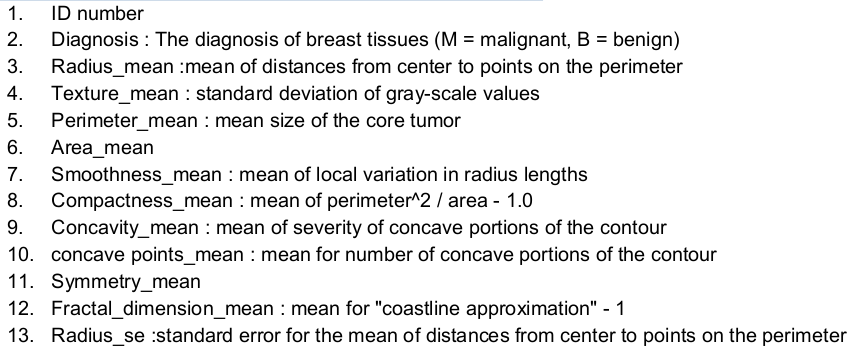 1. ID number
2. Diagnosis : The diagnosis of breast tissues (M = malignant, B = benign)
3. Radius_mean :mean of distances from center to points on the perimeter
4. Texture_mean : standard deviation of gray-scale values
5. Perimeter_mean : mean size of the core tumor
6. Area_mean
7. Smoothness_mean : mean of local variation in radius lengths
8. Compactness_mean : mean of perimeter^2 / area - 1.0
9. Concavity_mean : mean of severity of concave portions of the contour
10. concave points_mean : mean for number of concave portions of the contour
11. Symmetry_mean
12. Fractal_dimension_mean : mean for "coastline approximation" - 1
13. Radius_se :standard error for the mean of distances from center to points on the perimeter